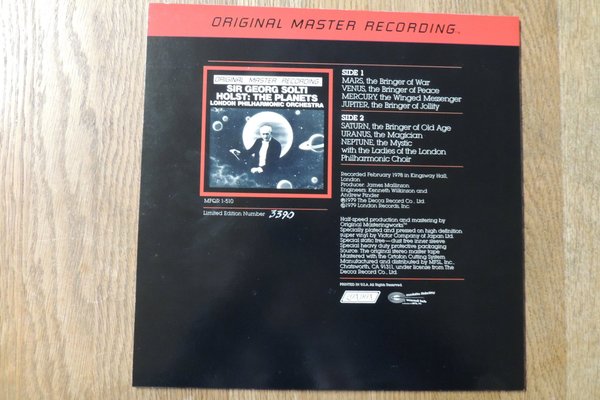 ORIGINAL MASTER RECORDING™
ORIGINAL MASTER RECORDING
SIR GEORG SOLTI
HOLST: THE PLANETS
LONDON PHILHARMONIC ORCHESTRA
MFQR 1-510
Limited Edition Number 3390
SIDE 1
MARS, the Bringer of War
VENUS, the Bringer of Peace
MERCURY, the Winged Messenger
JUPITER, the Bringer of Jollity
SIDE 2
SATURN, the Bringer of Old Age
URANUS, the Magician
NEPTUNE, the Mystic
with the Ladies of the London
Philharmonic Choir
Recorded February 1978 in Kingsway Hall,
London
Producer: James Mallinson
Engineers: Kenneth Wilkinson and
Andrew Pinder
℗1979 The Decca Record Co., Ltd.
©1979 London Records, Inc.
Half-speed production and mastering by
Original Masterworks™
Specially plated and pressed on high definition
super vinyl by Victor Company of Japan Ltd.
Special static free—dust free inner sleeve
Special heavy duty protective packaging
Source: The original stereo master tape
Mastered with the Ortofon Cutting System
Manufactured and distributed by MFSL, Inc.,
Chatsworth, CA 91311, under license from The
Decca Record Co., Ltd.
PRINTED IN U.S.A. All Rights Reserved.
LONDON